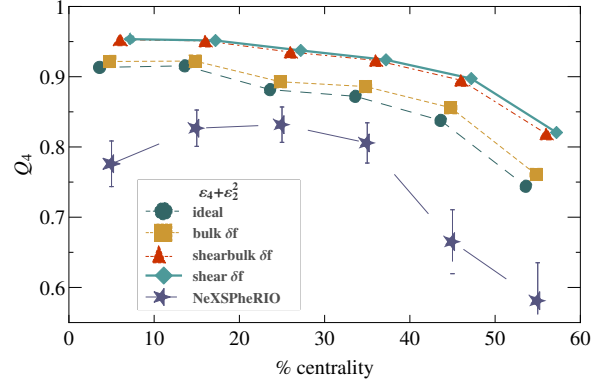 1
0.9
0.8
0.7
0.6
Q₄
ε₄+ε₂²
ideal
bulk δf
shearbulk δf
shear δf
NeXSPheRIO
0 10 20 30 40 50 60
% centrality